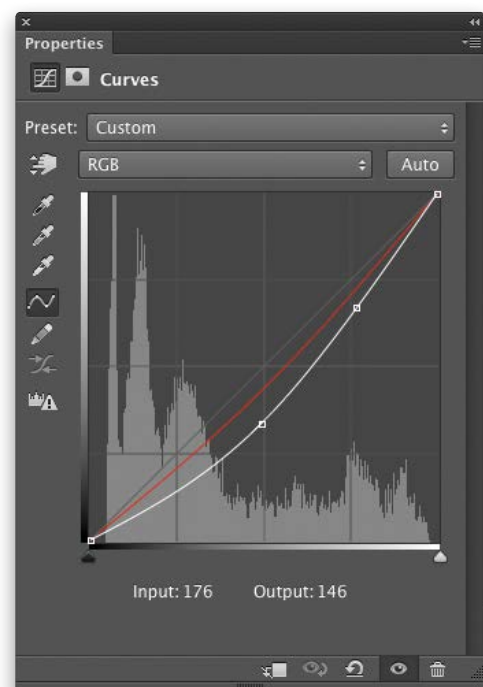 Properties
Curves
Preset: Custom
RGB Auto
Input: 176 Output: 146